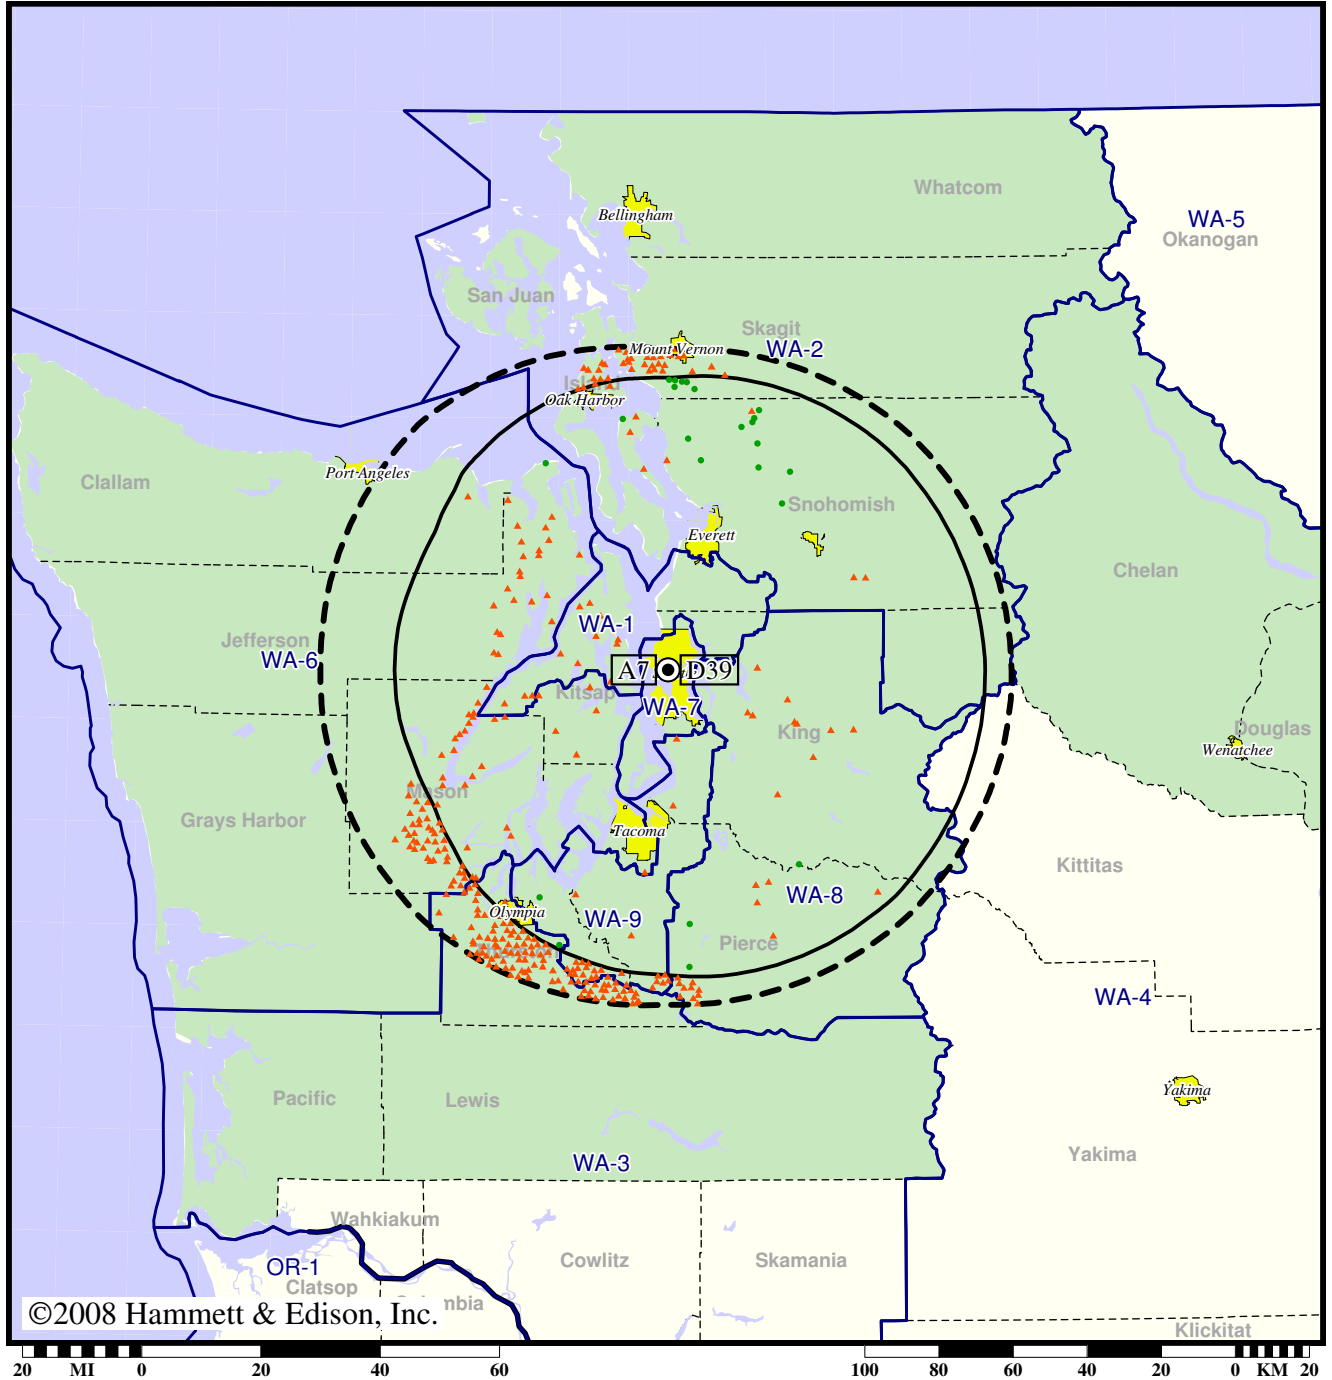 Whatcom
WA-5
Okanogan
Bellingham
San Juan
Skagit
WA-2
Mount Vernon
Island
Oak Harbor
Port Angeles
Clallam
Snohomish
Everett
Chelan
WA-1
Jefferson
WA-6
A7 D39
Kitsap
WA-7
King
Douglas
Wenatchee
Mason
Grays Harbor
Tacoma
Kittitas
WA-8
Olympia
WA-9
Pierce
WA-4
Pacific
Lewis
Yakima
Yakima
WA-3
Wahkiakum
OR-1
Clatsop
Cowlitz
Skamania
©2008 Hammett & Edison, Inc.
Klickitat
20 MI 0 20 40 60
100 80 60 40 20 0 KM 20